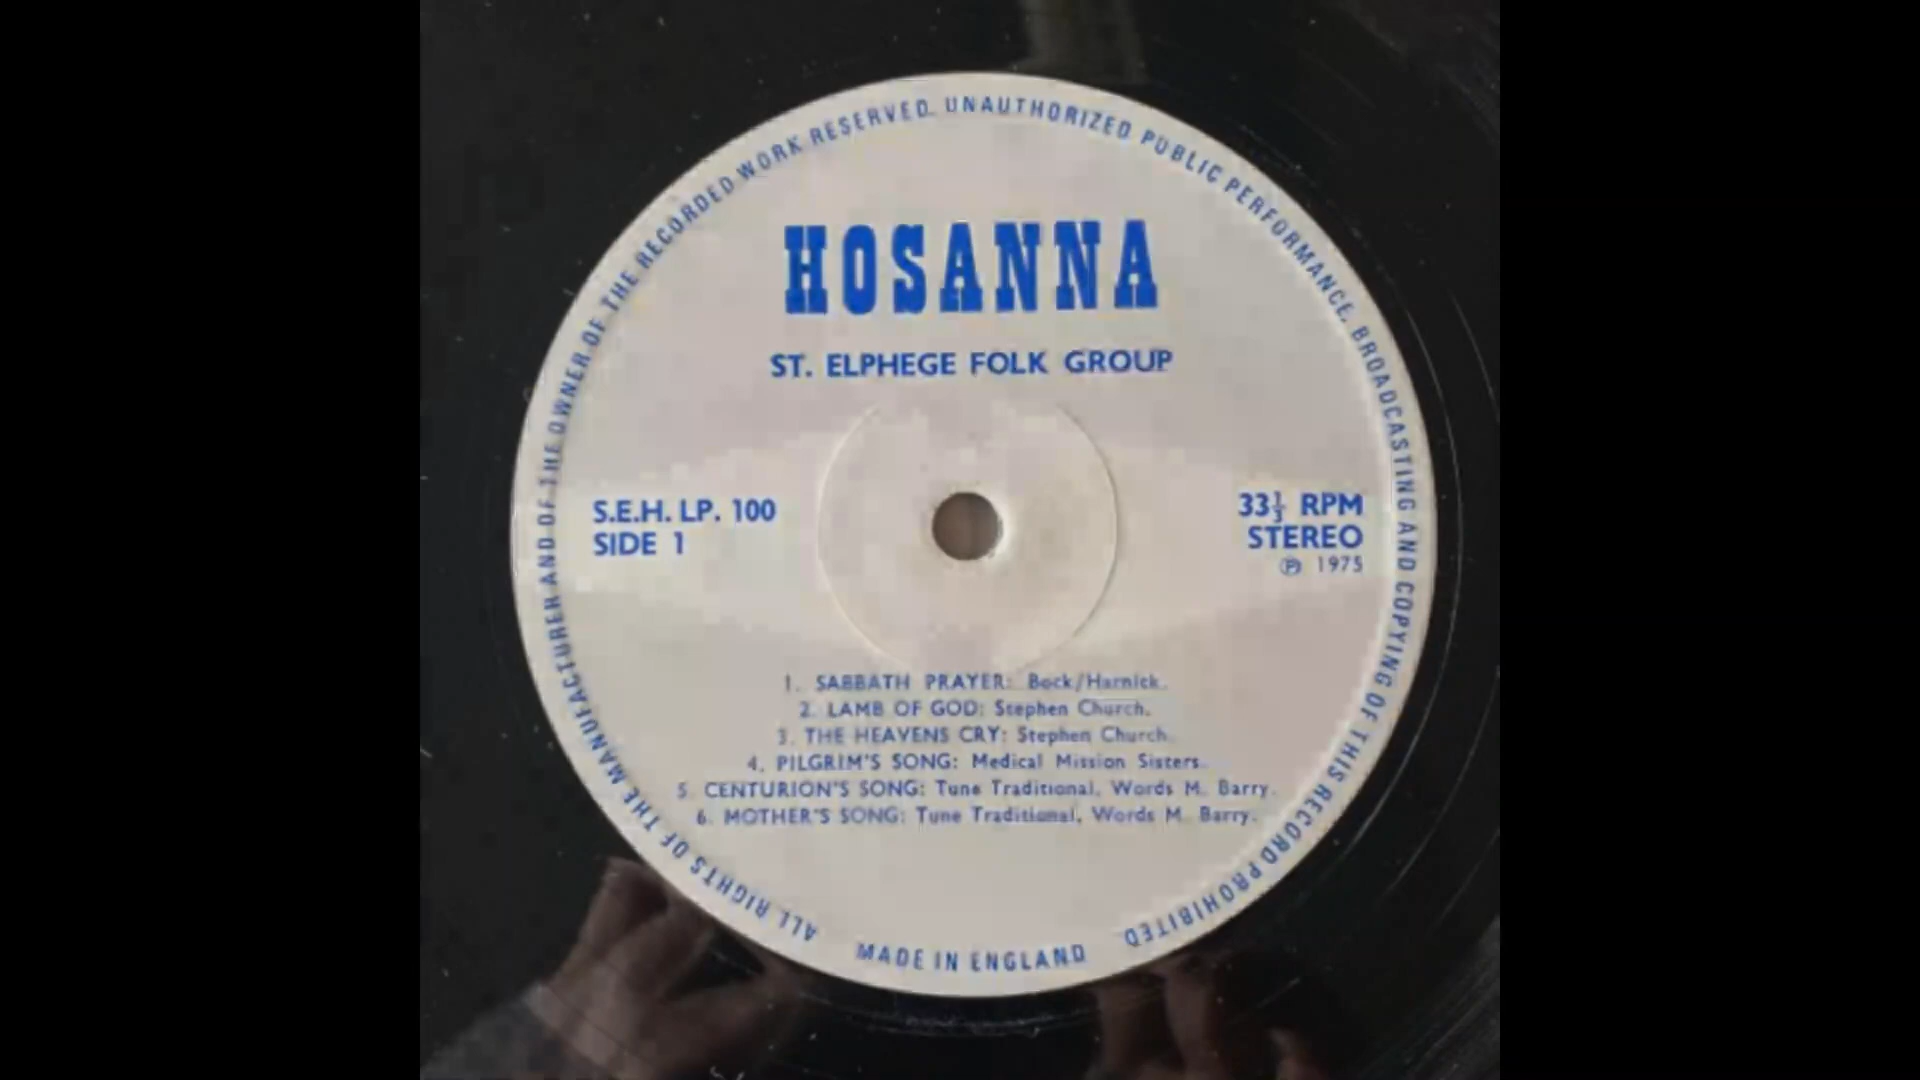 ALL RIGHTS OF THE MANUFACTURER AND OF THE OWNER OF THE RECORDED WORK RESERVED. UNAUTHORIZED PUBLIC PERFORMANCE, BROADCASTING AND COPYING OF THIS RECORD PROHIBITED
HOSANNA
ST. ELPHEGE FOLK GROUP
S.E.H. LP. 100
SIDE 1
33⅓ RPM
STEREO
℗ 1975
1. SABBATH PRAYER: Bock/Harnick.
2. LAMB OF GOD: Stephen Church.
3. THE HEAVENS CRY: Stephen Church.
4. PILGRIM'S SONG: Medical Mission Sisters.
5. CENTURION'S SONG: Tune Traditional, Words M. Barry.
6. MOTHER'S SONG: Tune Traditional, Words M. Barry.
MADE IN ENGLAND